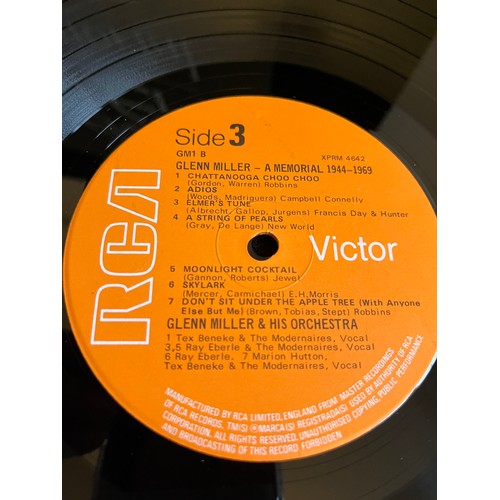 Side 3
GM1 B
XPRM 4642
GLENN MILLER – A MEMORIAL 1944–1969
1 CHATTANOOGA CHOO CHOO
(Gordon, Warren) Robbins
2 ADIOS
(Woods, Madriguera) Campbell Connelly
3 ELMER'S TUNE
(Albrecht, Gallop, Jurgens) Francis Day & Hunter
4 A STRING OF PEARLS
(Gray, De Lange) New World
RCA
Victor
5 MOONLIGHT COCKTAIL
(Gannon, Roberts) Jewel
6 SKYLARK
(Mercer, Carmichael) E.H.Morris
7 DON'T SIT UNDER THE APPLE TREE (With Anyone
Else But Me) (Brown, Tobias, Stept) Robbins
GLENN MILLER & HIS ORCHESTRA
1 Tex Beneke & The Modernaires, Vocal
3,5 Ray Eberle & The Modernaires, Vocal
6 Ray Eberle. 7 Marion Hutton,
Tex Beneke & The Modernaires, Vocal
MANUFACTURED BY RCA LIMITED, ENGLAND FROM MASTER RECORDINGS
OF RCA RECORDS, TM(S) ® MARCA(S) REGISTRADA(S) USED BY AUTHORITY OF RCA
CORPORATION. ALL RIGHTS RESERVED. UNAUTHORISED COPYING, PUBLIC PERFORMANCE,
AND BROADCASTING OF THIS RECORD FORBIDDEN